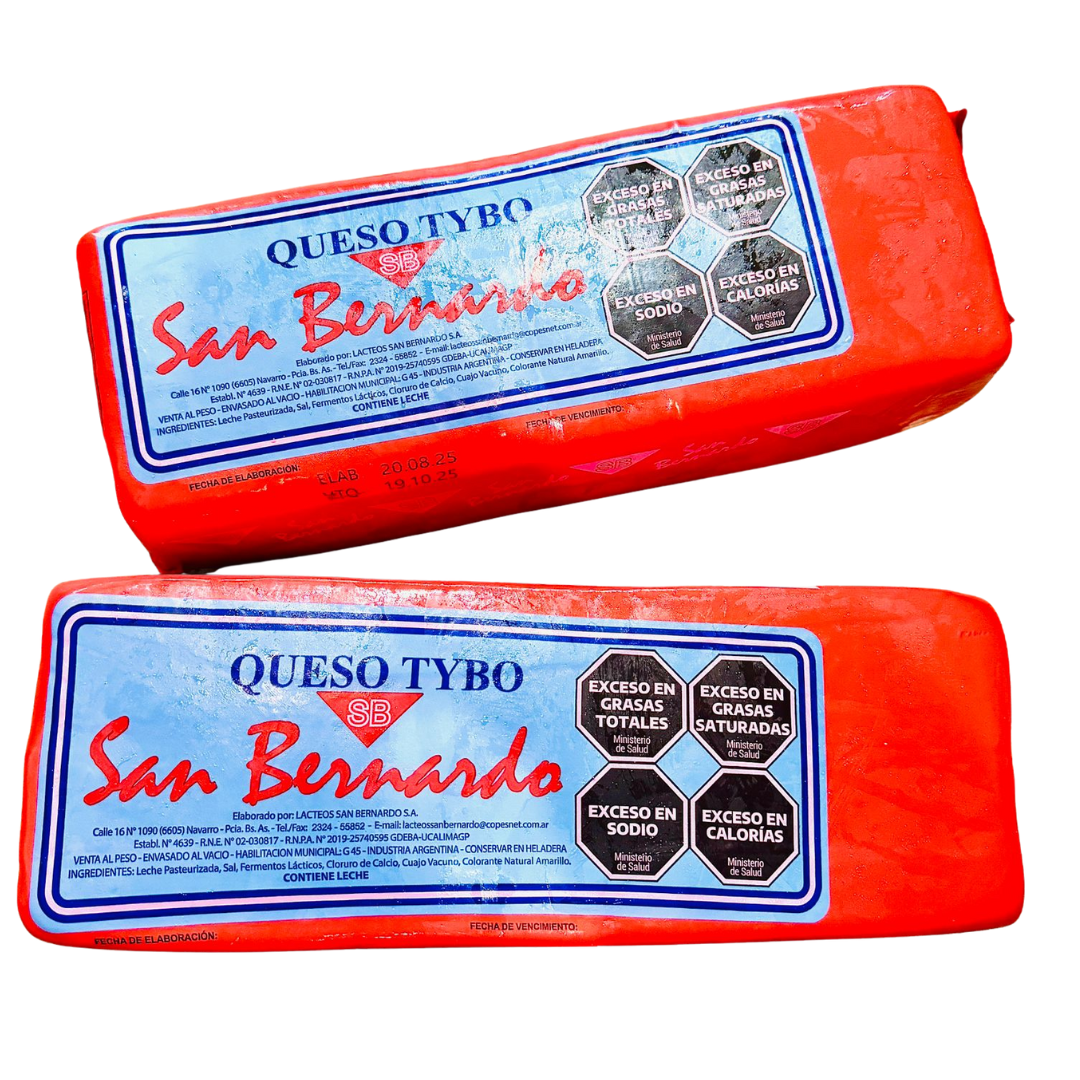 QUESO TYBO
SB
San Bernardo
Elaborado por: LACTEOS SAN BERNARDO S.A.
Calle 16 N° 1090 (6605) Navarro - Pcia. Bs. As. - Tel./Fax: 2324 - 55852 - E-mail: lacteossanbernardo@copesnet.com.ar
Establ. N° 4639 - R.N.E. N° 02-030817 - R.N.P.A. N° 2019-25740595 GDEBA-UCALIMAGP
VENTA AL PESO - ENVASADO AL VACIO - HABILITACION MUNICIPAL: G 45 - INDUSTRIA ARGENTINA - CONSERVAR EN HELADERA
INGREDIENTES: Leche Pasteurizada, Sal, Fermentos Lácticos, Cloruro de Calcio, Cuajo Vacuno, Colorante Natural Amarillo.
CONTIENE LECHE
EXCESO EN
GRASAS
TOTALES
EXCESO EN
GRASAS
SATURADAS
Ministerio
de Salud
EXCESO EN
SODIO
Ministerio
de Salud
EXCESO EN
CALORÍAS
Ministerio
de Salud
FECHA DE ELABORACIÓN:
FECHA DE VENCIMIENTO:
ELAB 20.08.25
VTO 19.10.25
SB
San
Bernardo
QUESO TYBO
SB
San Bernardo
Elaborado por: LACTEOS SAN BERNARDO S.A.
Calle 16 N° 1090 (6605) Navarro - Pcia. Bs. As. - Tel./Fax: 2324 - 55852 - E-mail: lacteossanbernardo@copesnet.com.ar
Establ. N° 4639 - R.N.E. N° 02-030817 - R.N.P.A. N° 2019-25740595 GDEBA-UCALIMAGP
VENTA AL PESO - ENVASADO AL VACIO - HABILITACION MUNICIPAL: G 45 - INDUSTRIA ARGENTINA - CONSERVAR EN HELADERA
INGREDIENTES: Leche Pasteurizada, Sal, Fermentos Lácticos, Cloruro de Calcio, Cuajo Vacuno, Colorante Natural Amarillo.
CONTIENE LECHE
EXCESO EN
GRASAS
TOTALES
Ministerio
de Salud
EXCESO EN
GRASAS
SATURADAS
Ministerio
de Salud
EXCESO EN
SODIO
Ministerio
de Salud
EXCESO EN
CALORÍAS
Ministerio
de Salud
FECHA DE ELABORACIÓN:
FECHA DE VENCIMIENTO: